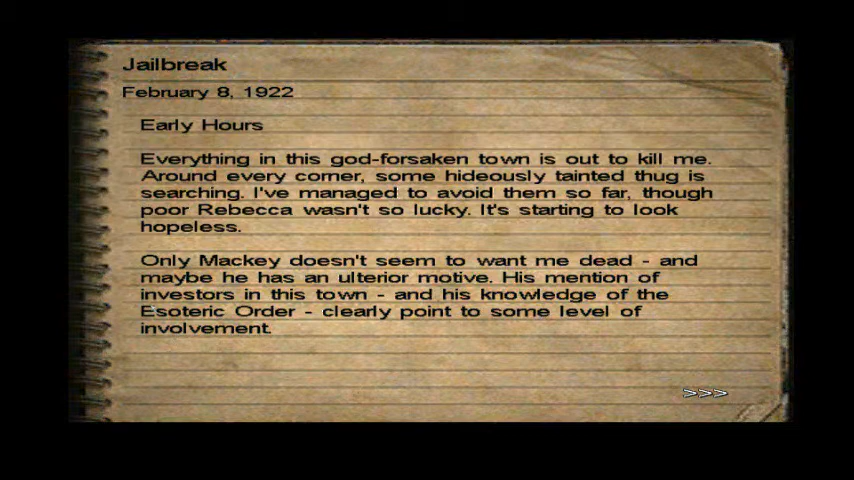 Jailbreak
February 8, 1922
Early Hours
Everything in this god-forsaken town is out to kill me.
Around every corner, some hideously tainted thug is
searching. I've managed to avoid them so far, though
poor Rebecca wasn't so lucky. It's starting to look
hopeless.
Only Mackey doesn't seem to want me dead - and
maybe he has an ulterior motive. His mention of
investors in this town - and his knowledge of the
Esoteric Order - clearly point to some level of
involvement.
>>>